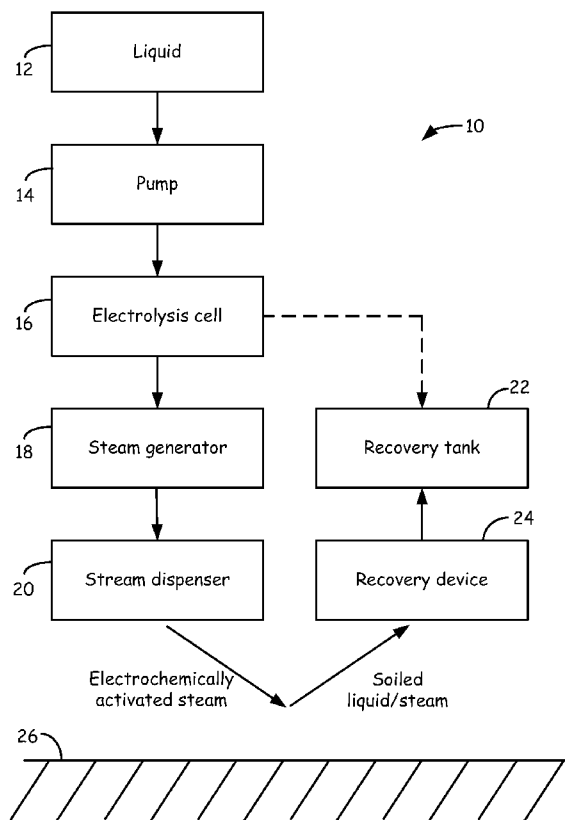 Liquid
12
10
Pump
14
Electrolysis cell
16
22
Steam generator
18
Recovery tank
24
Stream dispenser
20
Recovery device
Electrochemically
activated steam
Soiled
liquid/steam
26